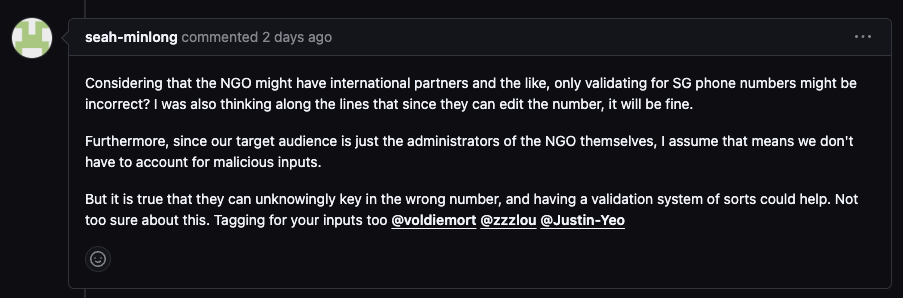 seah-minlong commented 2 days ago
Considering that the NGO might have international partners and the like, only validating for SG phone numbers might be
incorrect? I was also thinking along the lines that since they can edit the number, it will be fine.
Furthermore, since our target audience is just the administrators of the NGO themselves, I assume that means we don't
have to account for malicious inputs.
But it is true that they can unknowingly key in the wrong number, and having a validation system of sorts could help. Not
too sure about this. Tagging for your inputs too @voldiemort @zzzlou @Justin-Yeo